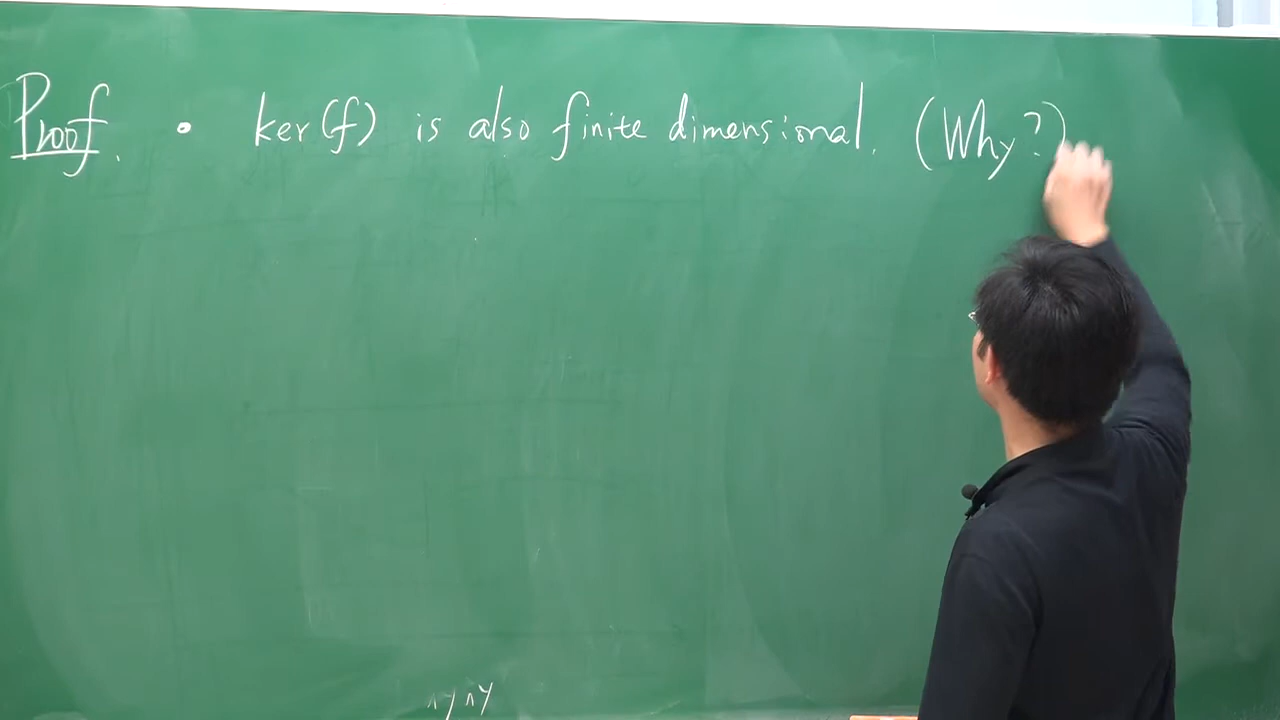 Proof. • ker(f) is also finite dimensional. (Why?)